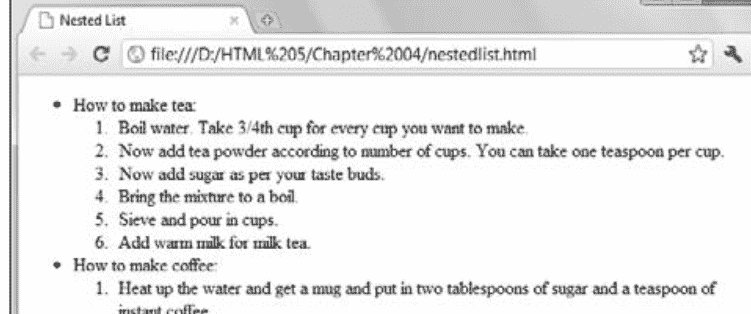 Nested List
file:///D:/HTML%205/Chapter%2004/nestedlist.html
• How to make tea:
1. Boil water. Take 3/4th cup for every cup you want to make.
2. Now add tea powder according to number of cups. You can take one teaspoon per cup.
3. Now add sugar as per your taste buds.
4. Bring the mixture to a boil.
5. Sieve and pour in cups.
6. Add warm milk for milk tea.
• How to make coffee:
1. Heat up the water and get a mug and put in two tablespoons of sugar and a teaspoon of
instant coffee